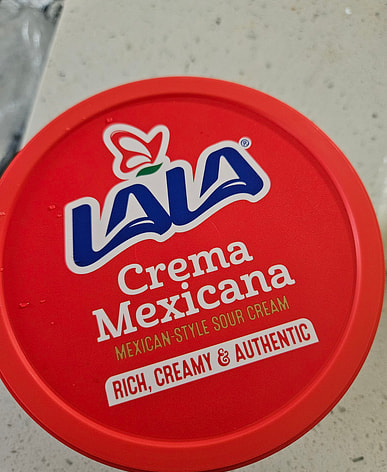 LALA®
Crema
Mexicana
MEXICAN-STYLE SOUR CREAM
RICH, CREAMY & AUTHENTIC